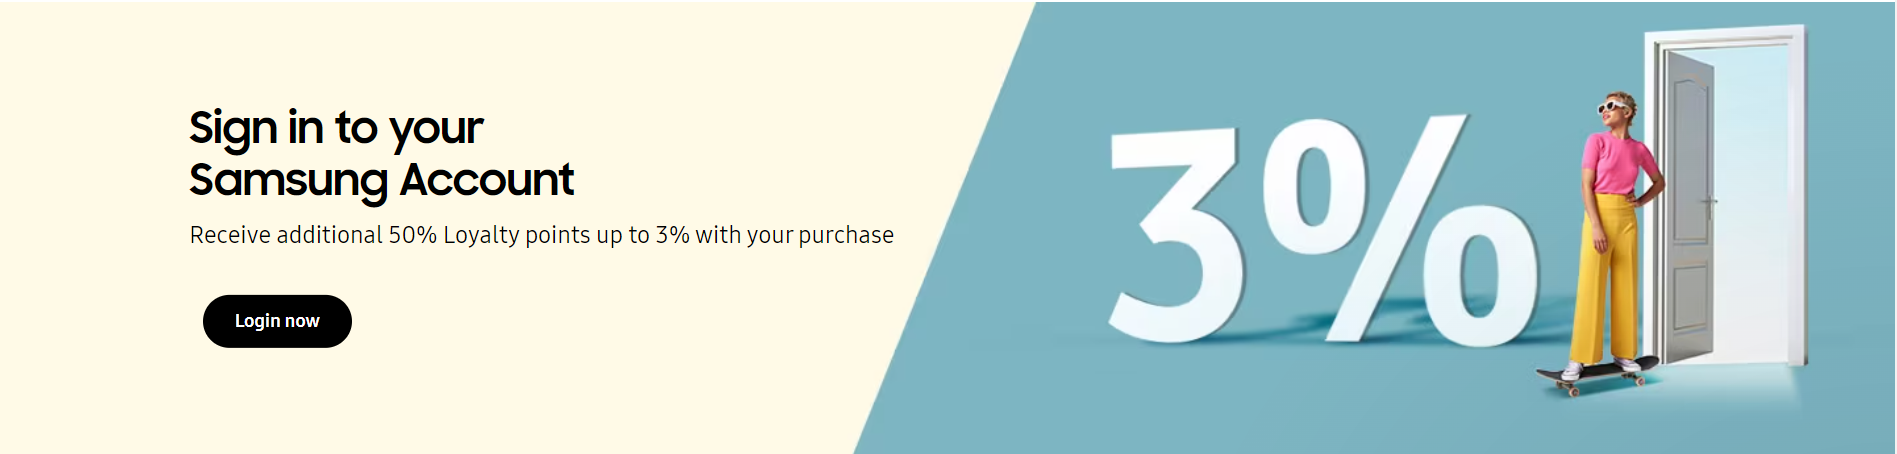 Sign in to your
Samsung Account
Receive additional 50% Loyalty points up to 3% with your purchase
Login now
3%